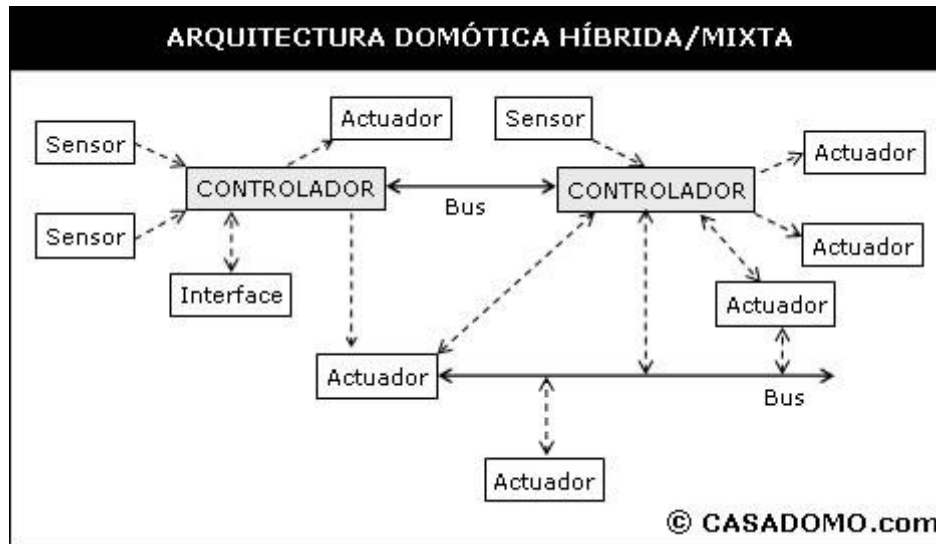 ARQUITECTURA DOMÓTICA HÍBRIDA/MIXTA
Actuador
Sensor
Sensor
Actuador
CONTROLADOR
CONTROLADOR
Bus
Sensor
Actuador
Interface
Actuador
Actuador
Bus
Actuador
© CASADOMO.com